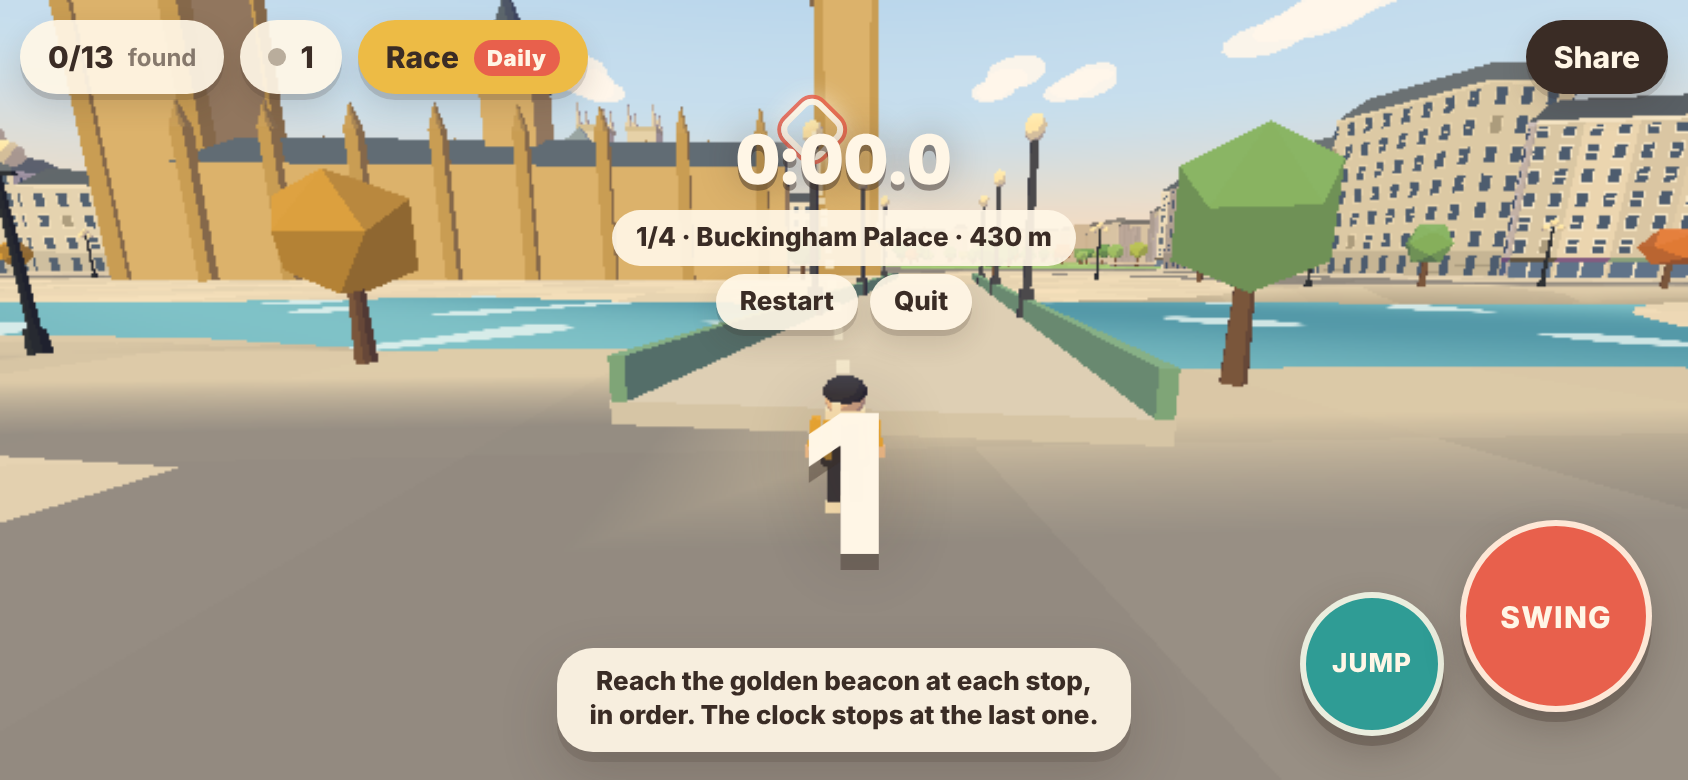 0/13 found
1
Race Daily
Share
0:00.0
1/4 · Buckingham Palace · 430 m
Restart
Quit
1
SWING
JUMP
Reach the golden beacon at each stop,
in order. The clock stops at the last one.